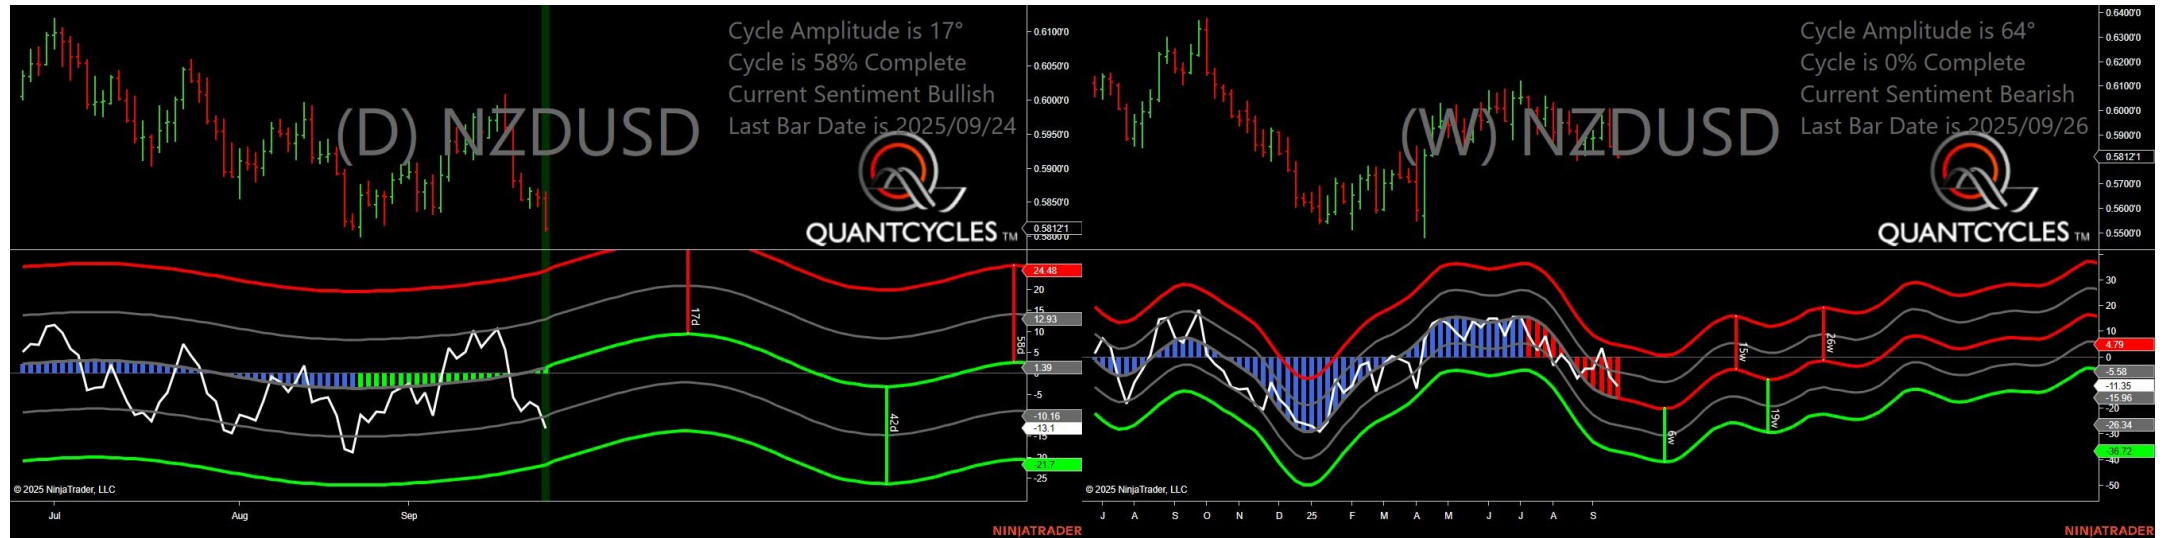 Cycle Amplitude is 17°
Cycle is 58% Complete
Current Sentiment Bullish
Last Bar Date is 2025/09/24
(D) NZDUSD
QUANTCYCLES TM
0.6100'0
0.6050'0
0.6000'0
0.5950'0
0.5900'0
0.5850'0
0.5812'1
0.5800'0
24.48
20
15
12.93
10
5
1.39
-5
-10.16
-13.1
-15
-20
-21.7
-25
17d
42d
58d
© 2025 NinjaTrader, LLC
Jul
Aug
Sep
NINJATRADER
Cycle Amplitude is 64°
Cycle is 0% Complete
Current Sentiment Bearish
Last Bar Date is 2025/09/26
(W) NZDUSD
QUANTCYCLES TM
0.6400'0
0.6300'0
0.6200'0
0.6100'0
0.6000'0
0.5900'0
0.5812'1
0.5700'0
0.5600'0
0.5500'0
30
20
10
4.79
0
-5.58
-11.35
-15.96
-20
-26.34
-30
-36.72
-40
-50
6w
15w
19w
26w
© 2025 NinjaTrader, LLC
J A S O N D 25 F M A M J J A S
NINJATRADER